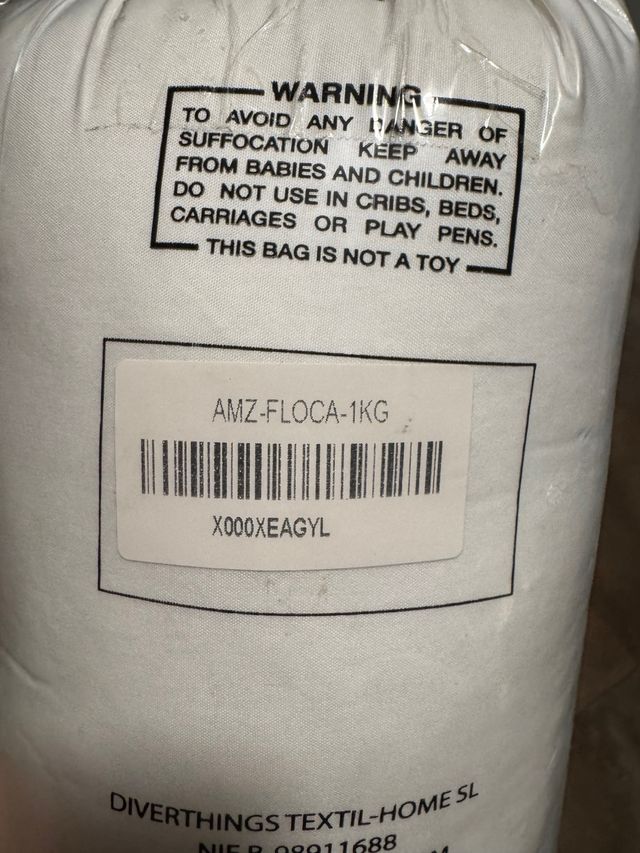 WARNING
TO AVOID ANY DANGER OF
SUFFOCATION KEEP AWAY
FROM BABIES AND CHILDREN.
DO NOT USE IN CRIBS, BEDS,
CARRIAGES OR PLAY PENS.
THIS BAG IS NOT A TOY
AMZ-FLOCA-1KG
X000XEAGYL
DIVERTHINGS TEXTIL-HOME SL
NIF B 98911688